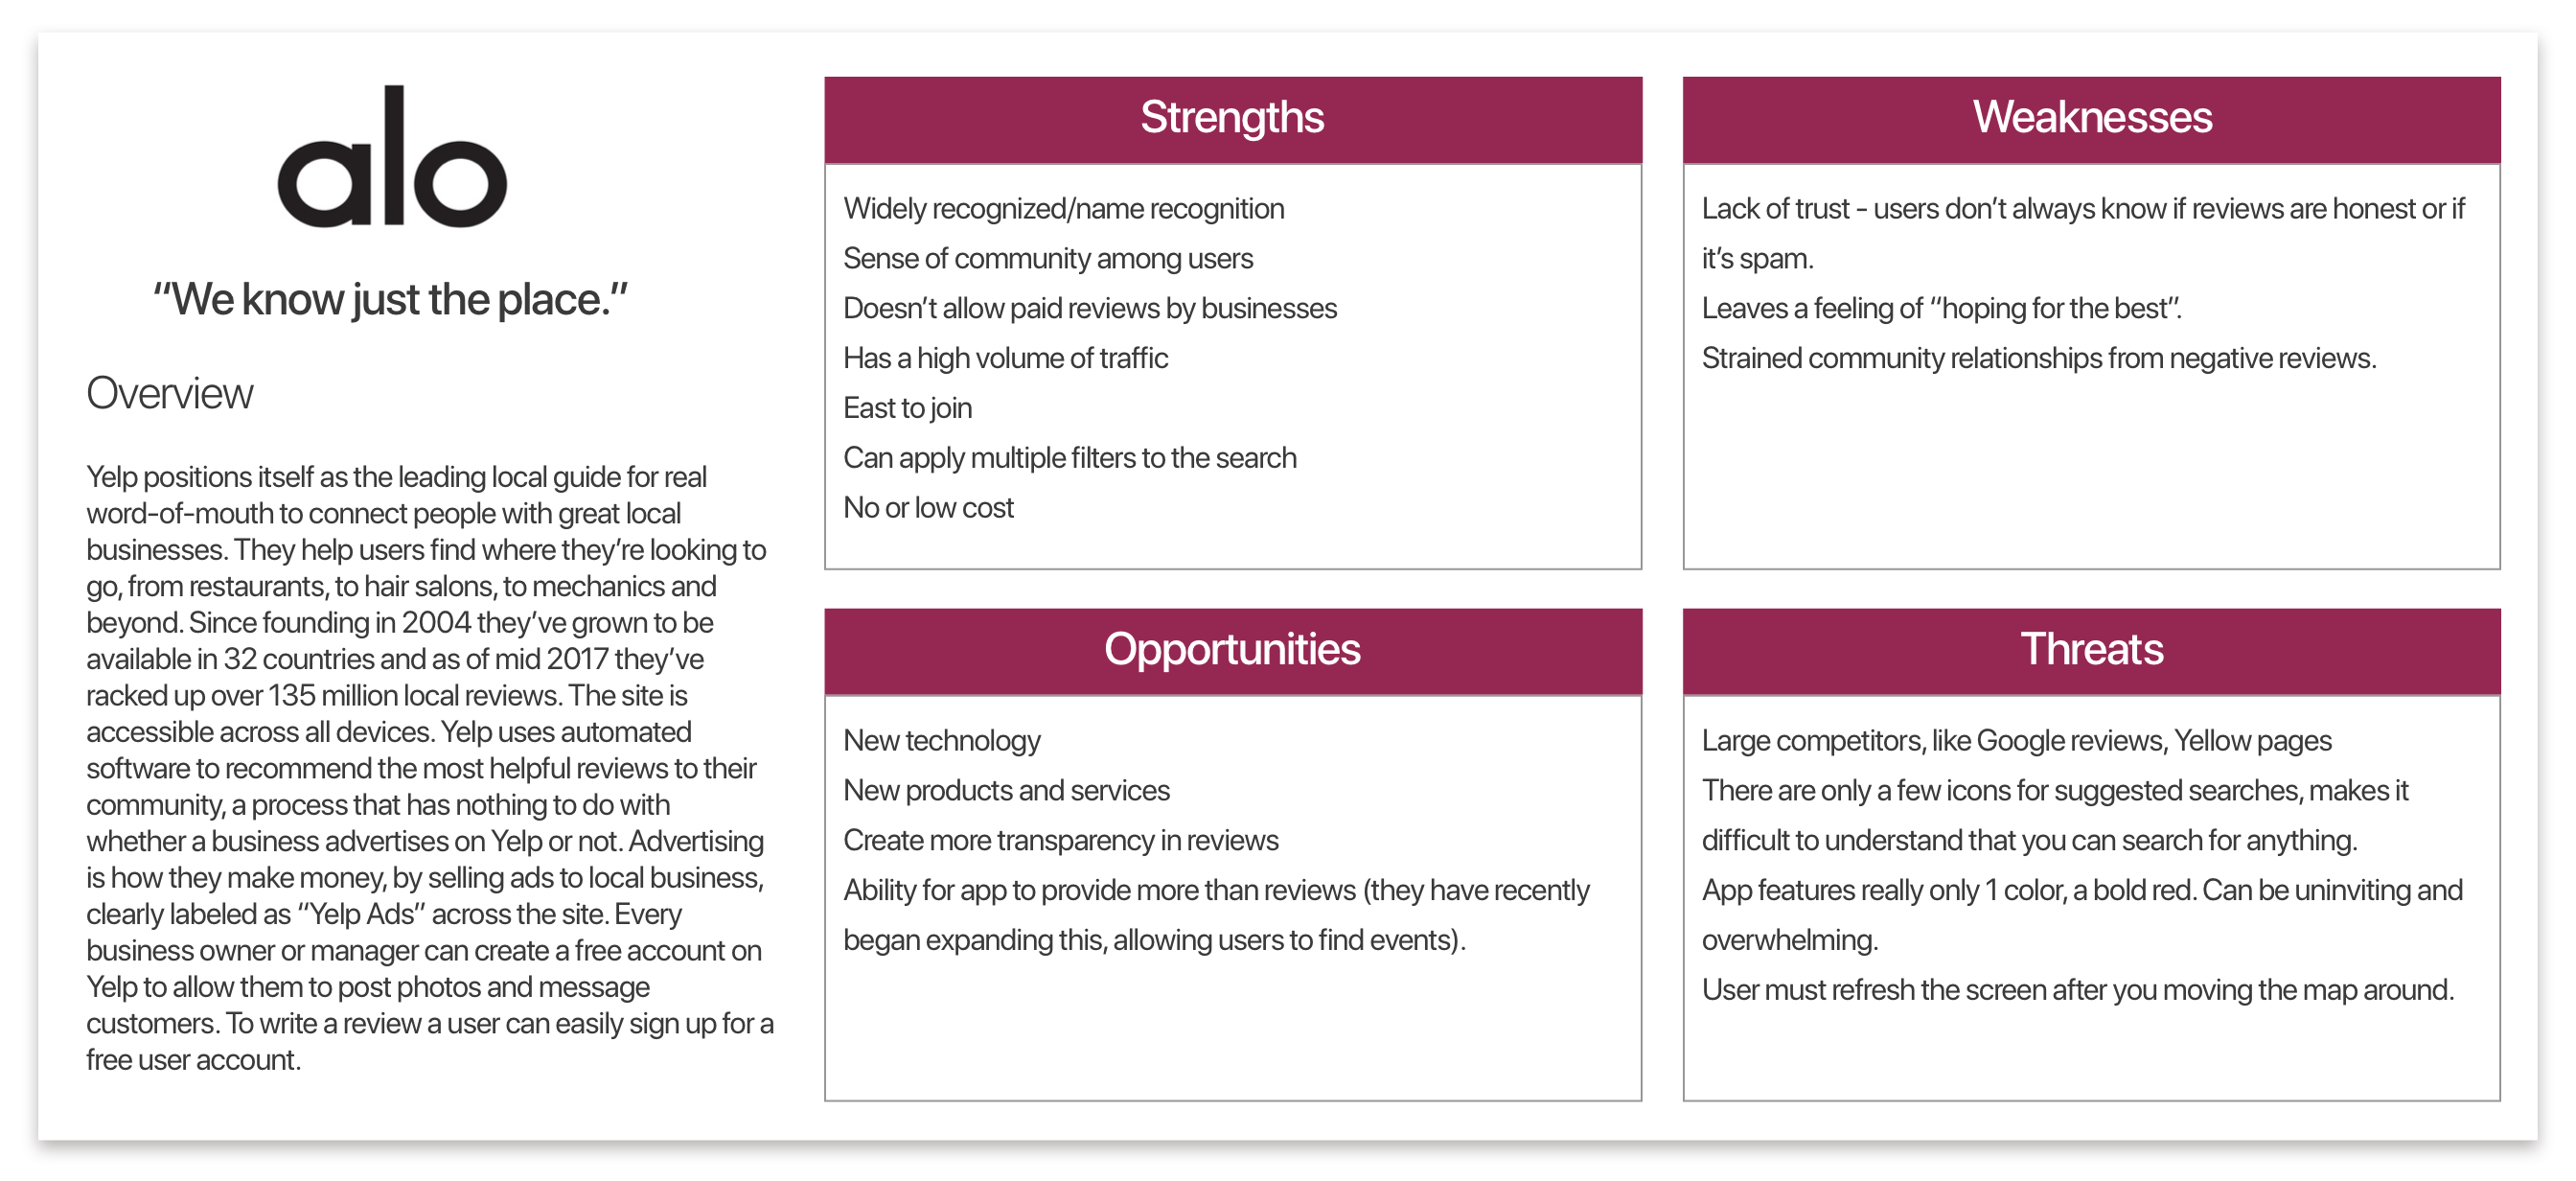 alo
“We know just the place.”
Overview
Yelp positions itself as the leading local guide for real
word-of-mouth to connect people with great local
businesses. They help users find where they’re looking to
go, from restaurants, to hair salons, to mechanics and
beyond. Since founding in 2004 they’ve grown to be
available in 32 countries and as of mid 2017 they’ve
racked up over 135 million local reviews. The site is
accessible across all devices. Yelp uses automated
software to recommend the most helpful reviews to their
community, a process that has nothing to do with
whether a business advertises on Yelp or not. Advertising
is how they make money, by selling ads to local business,
clearly labeled as “Yelp Ads” across the site. Every
business owner or manager can create a free account on
Yelp to allow them to post photos and message
customers. To write a review a user can easily sign up for a
free user account.
Strengths
Widely recognized/name recognition
Sense of community among users
Doesn’t allow paid reviews by businesses
Has a high volume of traffic
East to join
Can apply multiple filters to the search
No or low cost
Weaknesses
Lack of trust - users don’t always know if reviews are honest or if
it’s spam.
Leaves a feeling of “hoping for the best”.
Strained community relationships from negative reviews.
Opportunities
New technology
New products and services
Create more transparency in reviews
Ability for app to provide more than reviews (they have recently
began expanding this, allowing users to find events).
Threats
Large competitors, like Google reviews, Yellow pages
There are only a few icons for suggested searches, makes it
difficult to understand that you can search for anything.
App features really only 1 color, a bold red. Can be uninviting and
overwhelming.
User must refresh the screen after you moving the map around.